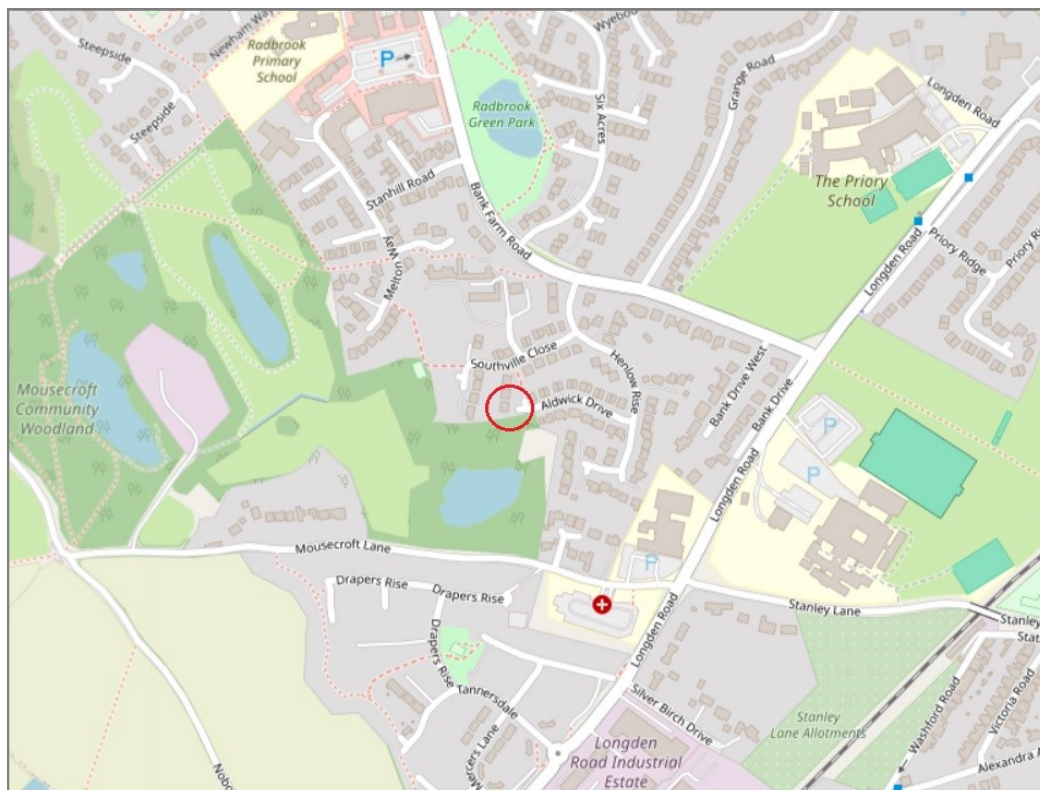 Steepside
Newham Way
Radbrook
Primary
School
P
Steepside
Radbrook
Green Park
Six Acres
Grange Road
Longden Road
The Priory
School
Stanhill Road
Bank Farm Road
Melton Way
Longden Road
Priory Ridge
Southville Close
Henlow Rise
Aldwick Drive
Bank Drive West
Bank Drive
Mousecroft
Community
Woodland
P
P
Longden Road
P
Mousecroft Lane
Drapers Rise
Drapers Rise
Stanley Lane
Stanley
Drapers Rise
Longden Road
Tannersdale
Silver Birch Drive
Mercers Lane
Longden
Road Industrial
Estate
Stanley
Lane Allotments
Washford Road
Victoria Road
Alexandra A